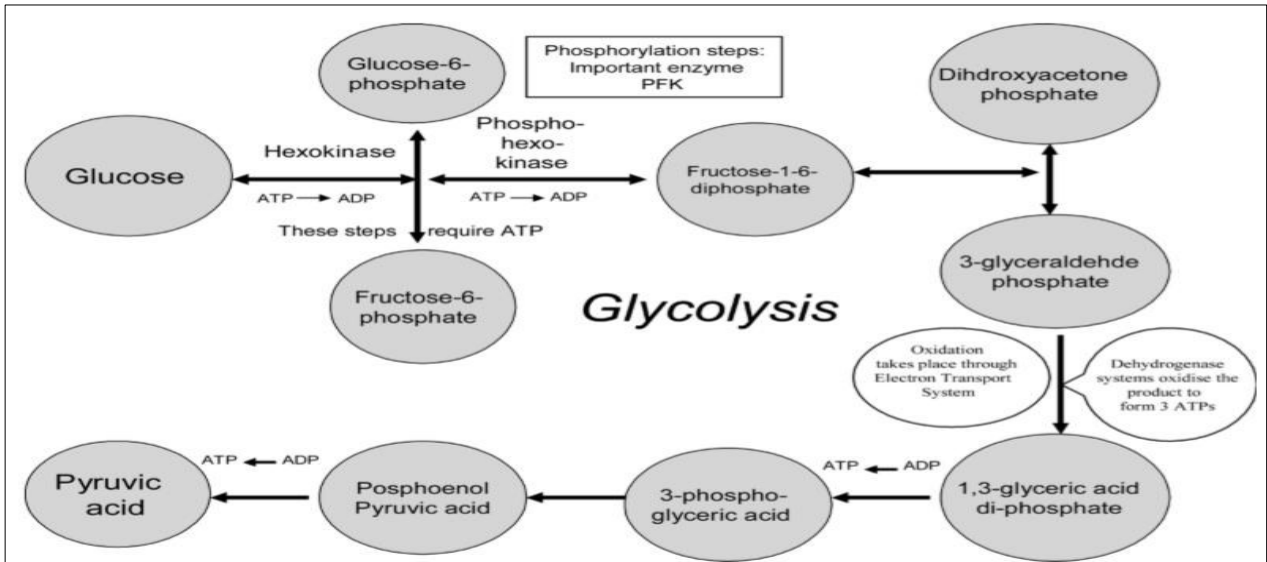 Glucose-6-
phosphate
Phosphorylation steps:
Important enzyme
PFK
Dihdroxyacetone
phosphate
Glucose
Hexokinase
ATP → ADP
Phospho-
hexo-
kinase
ATP → ADP
Fructose-1-6-
diphosphate
These steps require ATP
Fructose-6-
phosphate
Glycolysis
3-glyceraldehde
phosphate
Oxidation
takes place through
Electron Transport
System
Dehydrogenase
systems oxidise the
product to
form 3 ATPs
1,3-glyceric acid
di-phosphate
ATP ← ADP
3-phospho-
glyceric acid
Posphoenol
Pyruvic acid
ATP ← ADP
Pyruvic
acid